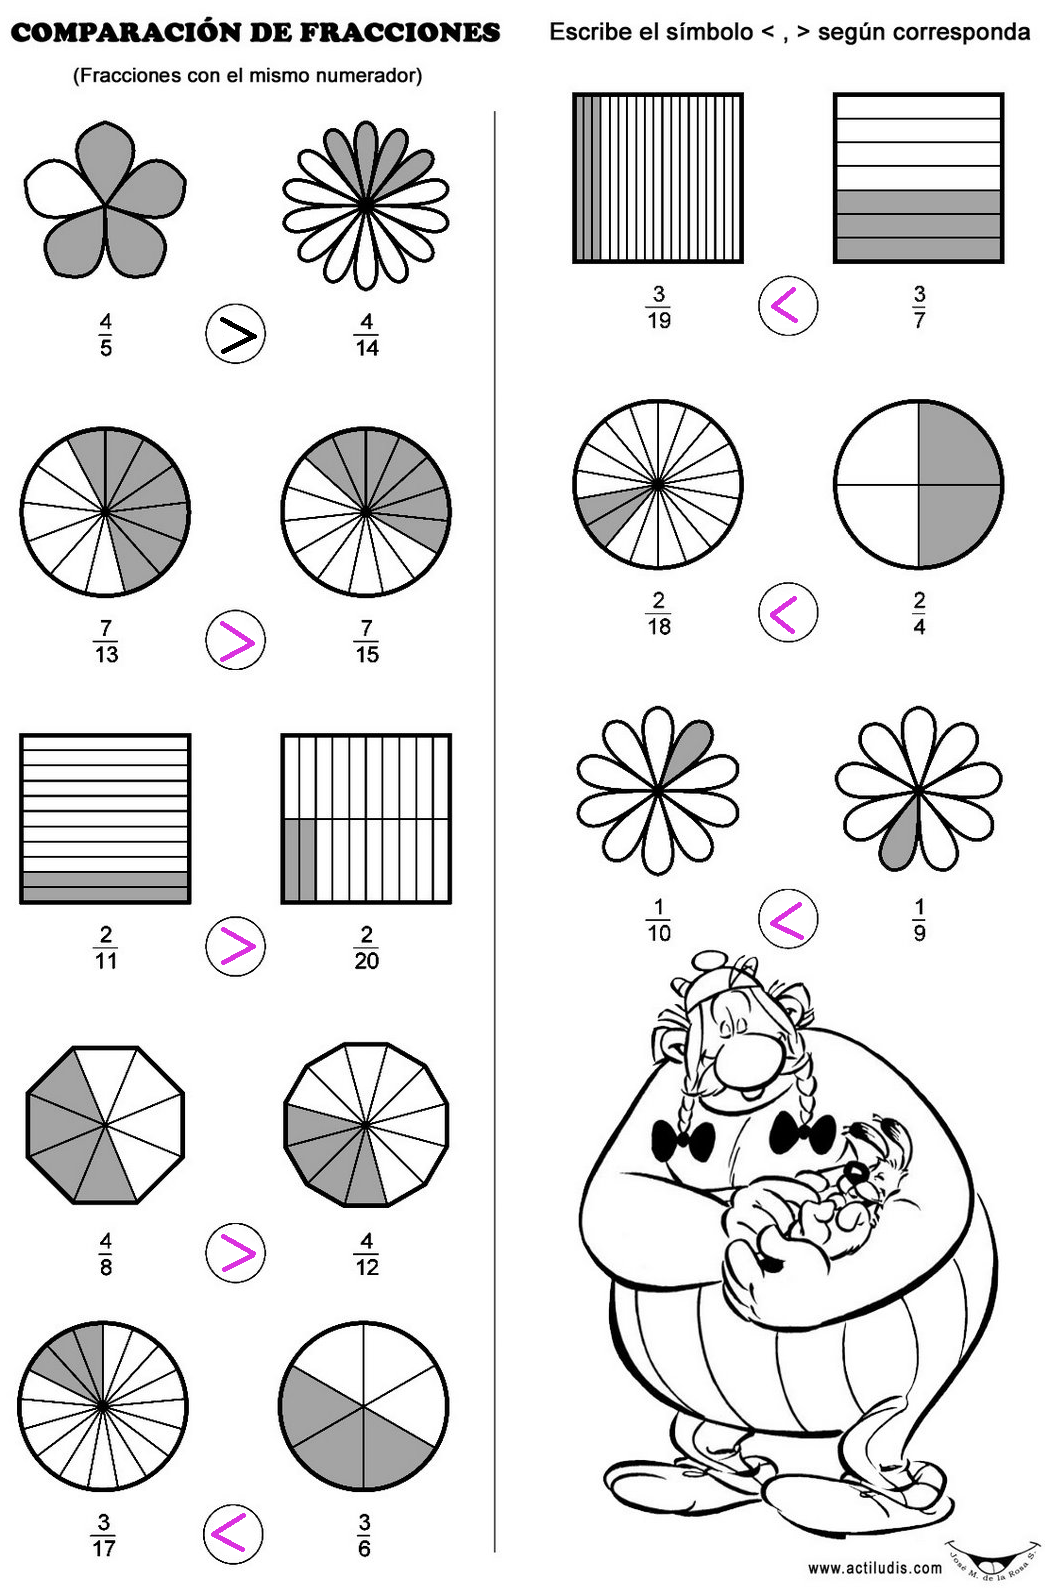 COMPARACIÓN DE FRACCIONES
(Fracciones con el mismo numerador)
4/5 > 4/14
7/13 > 7/15
2/11 > 2/20
4/8 > 4/12
3/17 < 3/6
Escribe el símbolo < , > según corresponda
3/19 < 3/7
2/18 < 2/4
1/10 < 1/9
www.actiludis.com
José M. de la Rosa S.